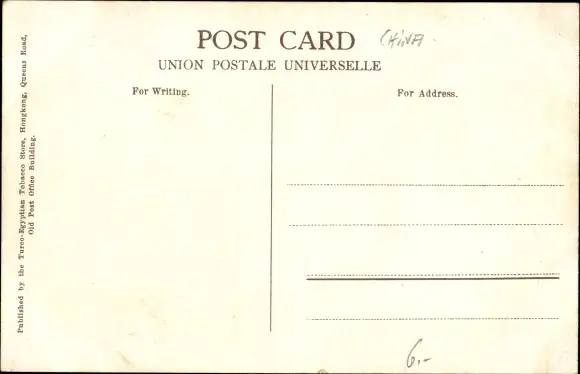 POST CARD (CHINA
UNION POSTALE UNIVERSELLE
For Writing.
For Address.
Published by the Turco-Egyptian Tobacco Store, Hongkong, Queens Road,
Old Post Office Building.
6.-